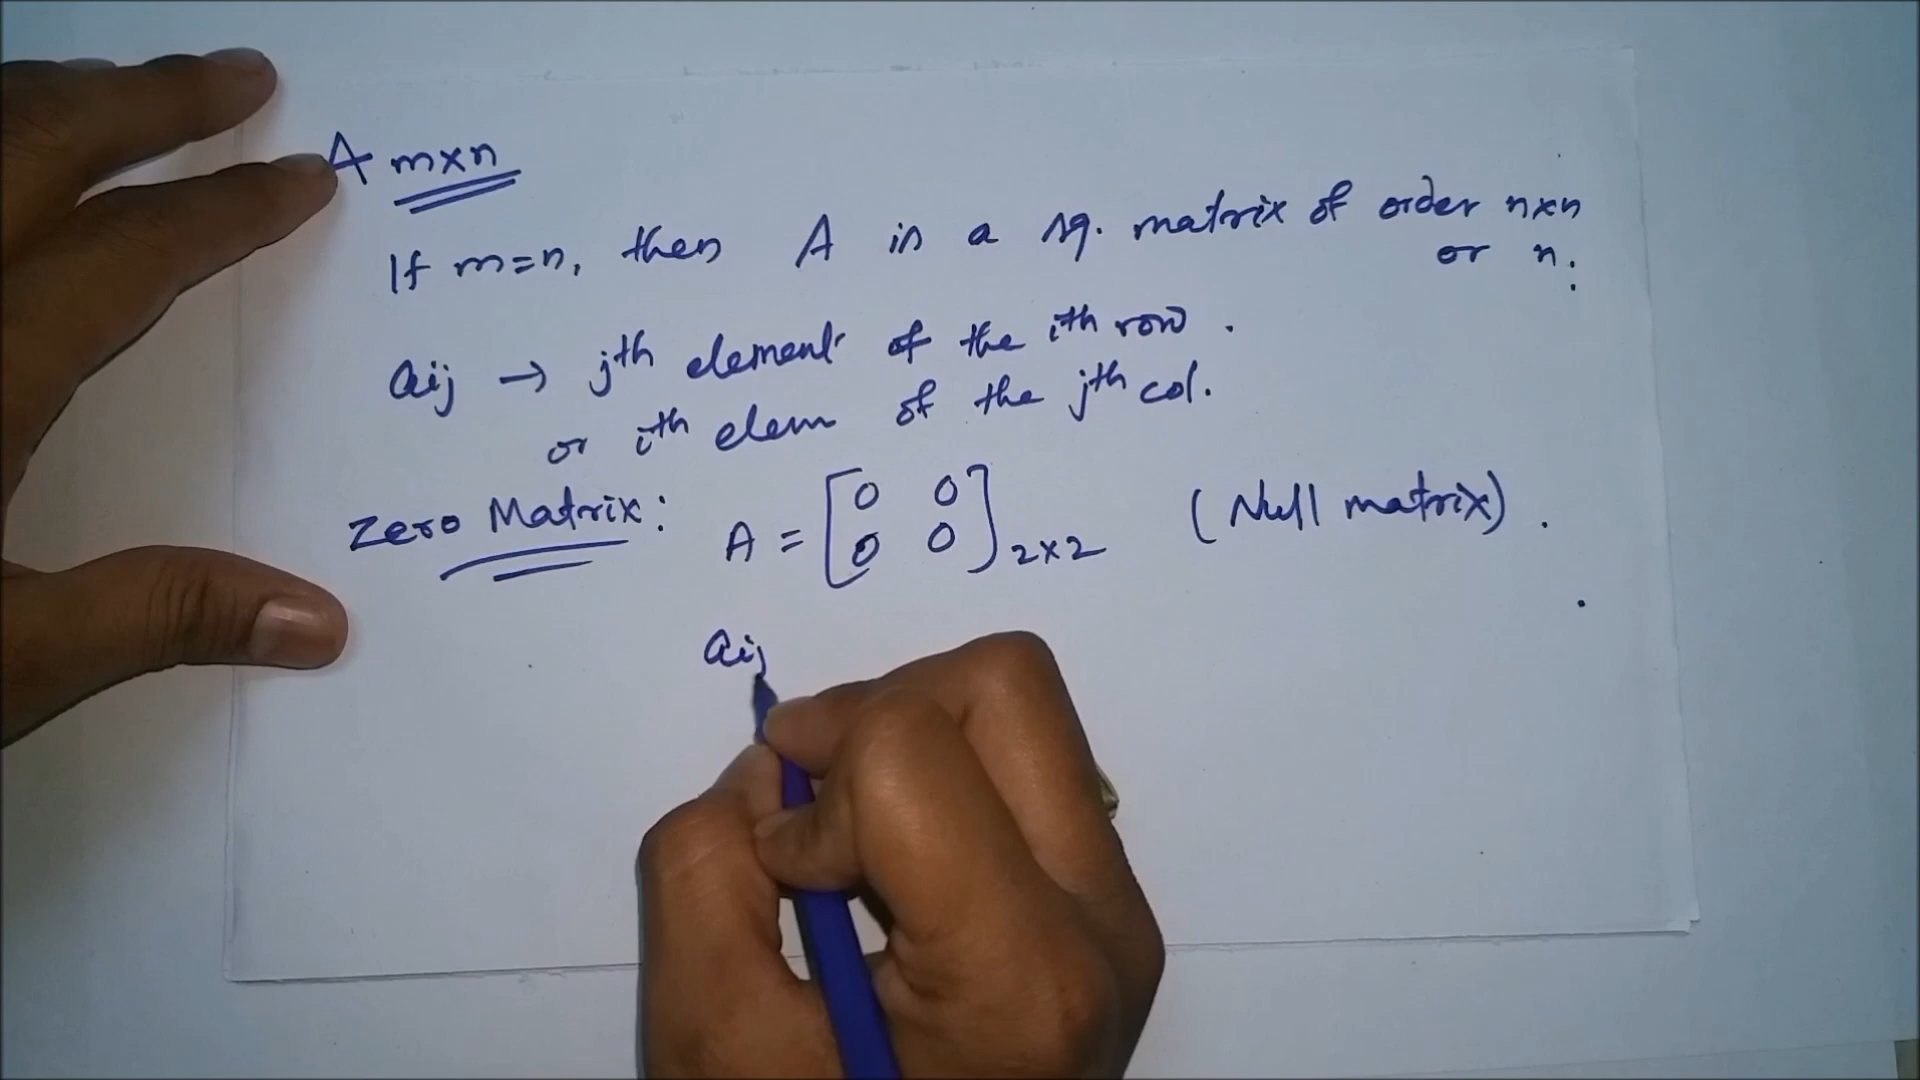 A m×n
If m=n, then A is a sq. matrix of order n×n
or n.
aij → jth element of the ith row.
or ith elem of the jth col.
Zero Matrix: A = [0 0
0 0]2×2 (Null matrix).
aij